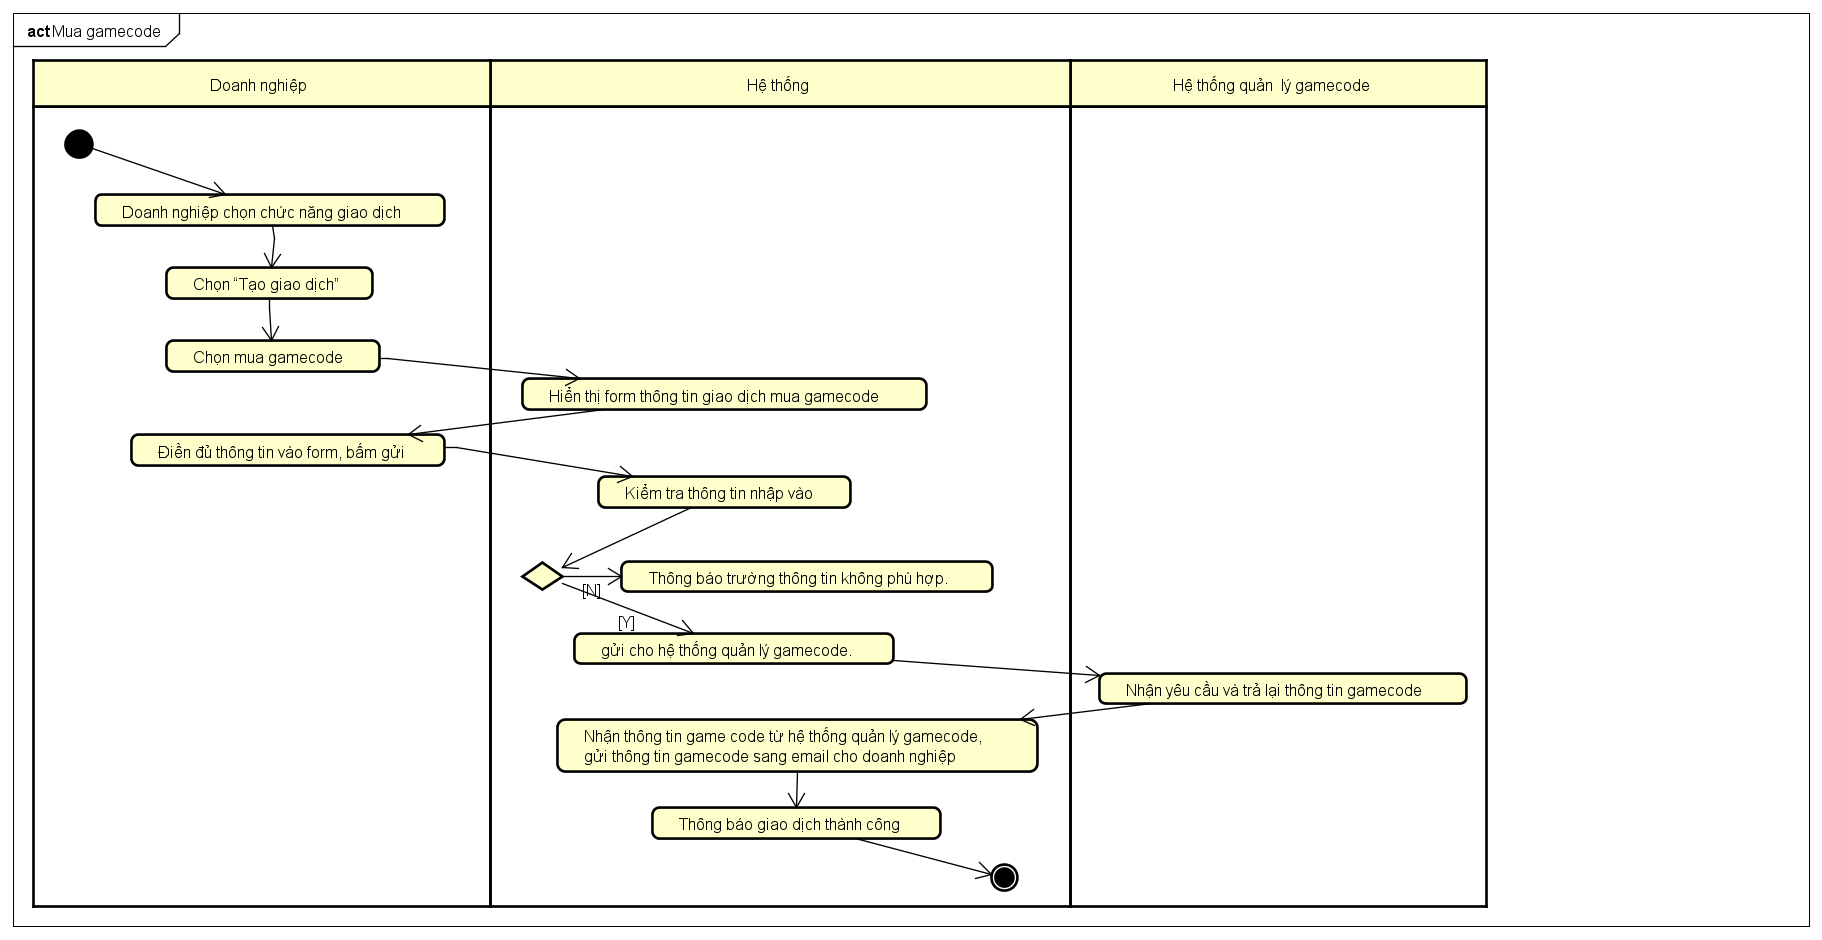 act Mua gamecode
Doanh nghiệp
Hệ thống
Hệ thống quản lý gamecode
Doanh nghiệp chọn chức năng giao dịch
Chọn “Tạo giao dịch”
Chọn mua gamecode
Hiển thị form thông tin giao dịch mua gamecode
Điền đủ thông tin vào form, bấm gửi
Kiểm tra thông tin nhập vào
Thông báo trường thông tin không phù hợp.
[N]
[Y]
gửi cho hệ thống quản lý gamecode.
Nhận yêu cầu và trả lại thông tin gamecode
Nhận thông tin game code từ hệ thống quản lý gamecode,
gửi thông tin gamecode sang email cho doanh nghiệp
Thông báo giao dịch thành công